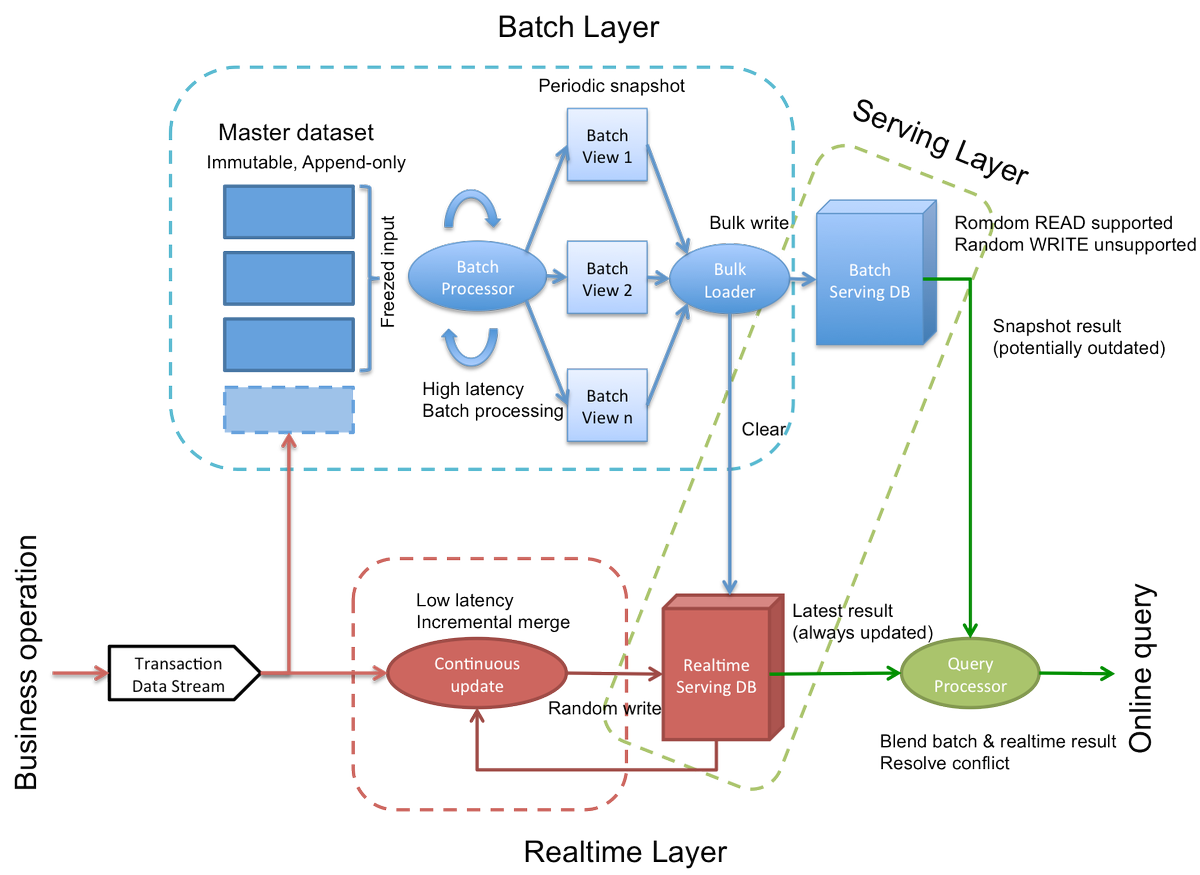 Batch Layer
Periodic snapshot
Master dataset
Immutable, Append-only
Freezed input
Batch
Processor
High latency
Batch processing
Batch
View 1
Batch
View 2
Batch
View n
Bulk write
Bulk
Loader
Clear
Serving Layer
Batch
Serving DB
Romdom READ supported
Random WRITE unsupported
Snapshot result
(potentially outdated)
Business operation
Transaction
Data Stream
Low latency
Incremental merge
Continuous
update
Random write
Realtime
Serving DB
Latest result
(always updated)
Query
Processor
Blend batch & realtime result
Resolve conflict
Online query
Realtime Layer